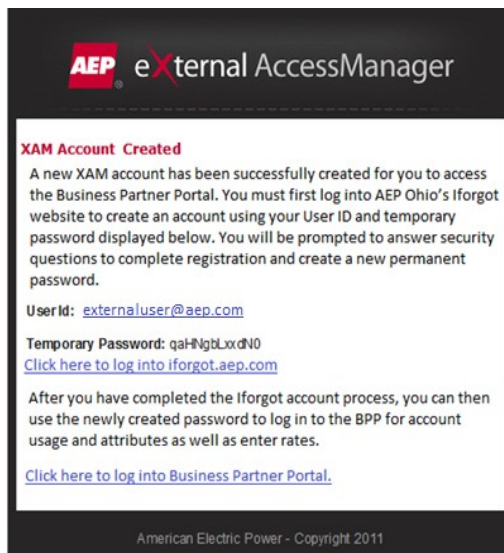 AEP® eXternal AccessManager
XAM Account Created
A new XAM account has been successfully created for you to access
the Business Partner Portal. You must first log into AEP Ohio's Iforgot
website to create an account using your User ID and temporary
password displayed below. You will be prompted to answer security
questions to complete registration and create a new permanent
password.
UserId: externaluser@aep.com
Temporary Password: qaHNgbLxxdN0
Click here to log into iforgot.aep.com
After you have completed the Iforgot account process, you can then
use the newly created password to log in to the BPP for account
usage and attributes as well as enter rates.
Click here to log into Business Partner Portal.
American Electric Power - Copyright 2011